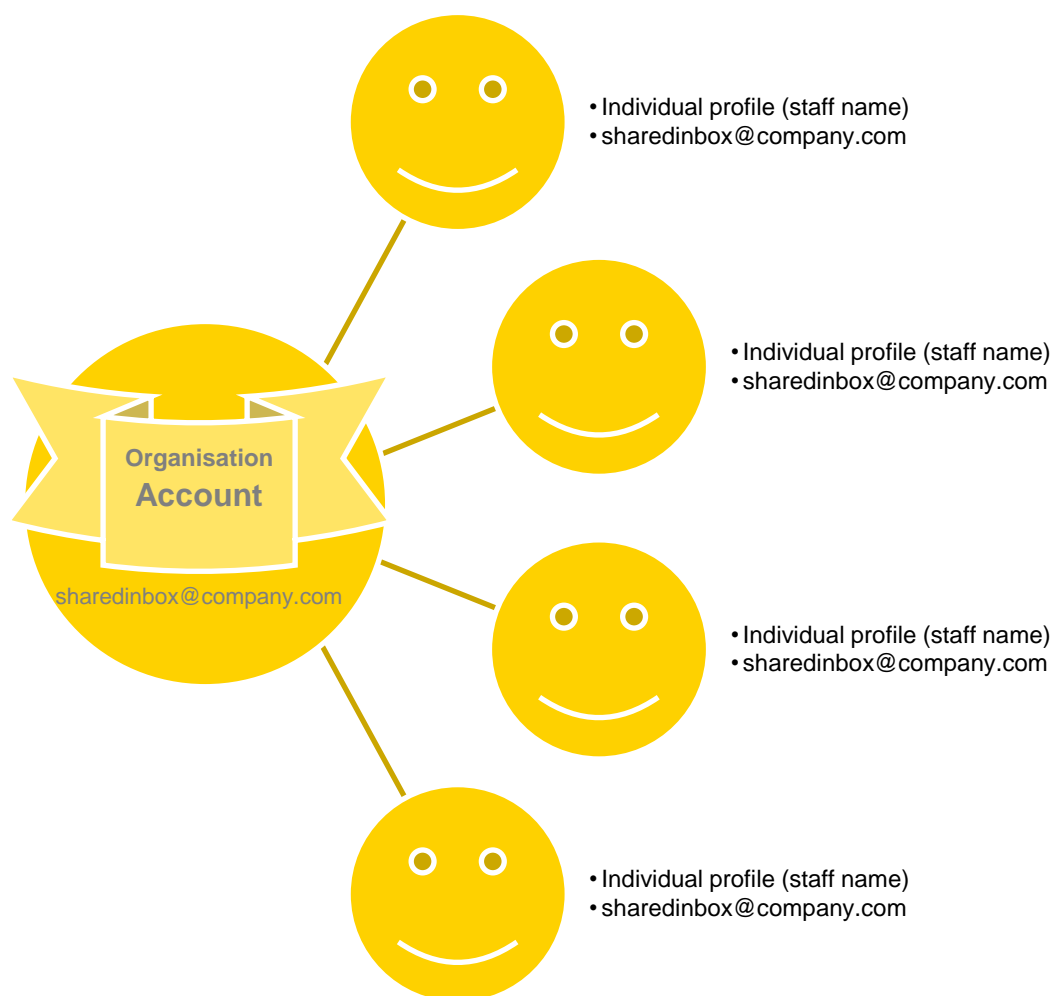 • Individual profile (staff name)
• sharedinbox@company.com
• Individual profile (staff name)
• sharedinbox@company.com
Organisation
Account
sharedinbox@company.com
• Individual profile (staff name)
• sharedinbox@company.com
• Individual profile (staff name)
• sharedinbox@company.com